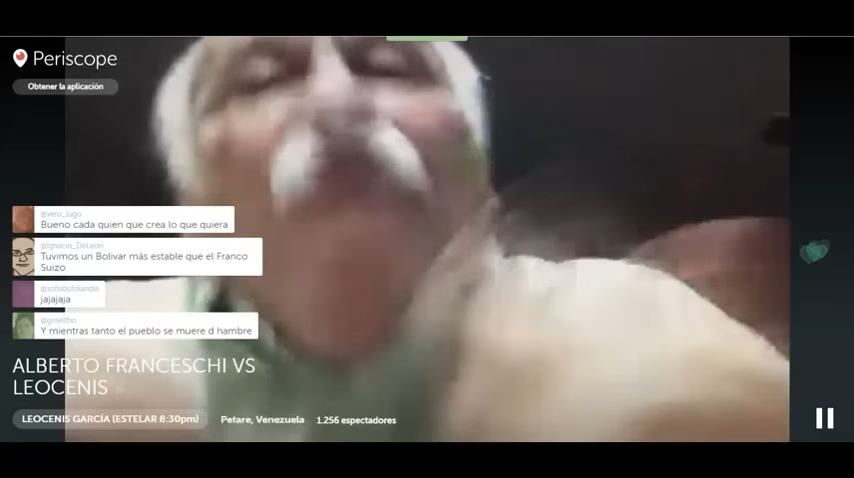 Periscope
Obtener la aplicación
@vero_lugo
Bueno cada quien que crea lo que quiera
@Ignacio_DeLeon
Tuvimos un Bolivar más estable que el Franco
Suizo
jajajaja
Y mientras tanto el pueblo se muere d hambre
ALBERTO FRANCESCHI VS
LEOCENIS
LEOCENIS GARCÍA (ESTELAR 8:30pm)
Petare, Venezuela
1.256 espectadores